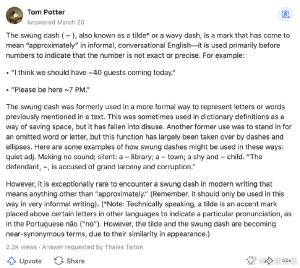 Tom Potter
Answered March 20
The swung dash ( ~ ), also known as a tilde* or a wavy dash, is a mark that has come to
mean "approximately" in informal, conversational English—it is used primarily before
numbers to indicate that the number is not exact or precise. For example:
• "I think we should have ~40 guests coming today."
• "Please be here ~7 PM."
The swung dash was formerly used in a more formal way to represent letters or words
previously mentioned in a text. This was sometimes used in dictionary definitions as a
way of saving space, but it has fallen into disuse. Another former use was to stand in for
an omitted word or letter, but this function has largely been taken over by dashes and
ellipses. Here are some examples of how swung dashes might be used in these ways:
quiet adj. Making no sound; silent: a ~ library; a ~ town; a shy and ~ child. "The
defendant, ~, is accused of grand larceny and corruption."
However, it is exceptionally rare to encounter a swung dash in modern writing that
means anything other than "approximately." (Remember, it should only be used in this
way in very informal writing). (*Note: Technically speaking, a tilde is an accent mark
placed above certain letters in other languages to indicate a particular pronunciation, as
in the Portuguese não ("no"). However, the tilde and the swung dash are becoming
near-synonymous terms, due to their similarity in appearance.)
2.2K views · Answer requested by Thales Tailon
Upvote Share